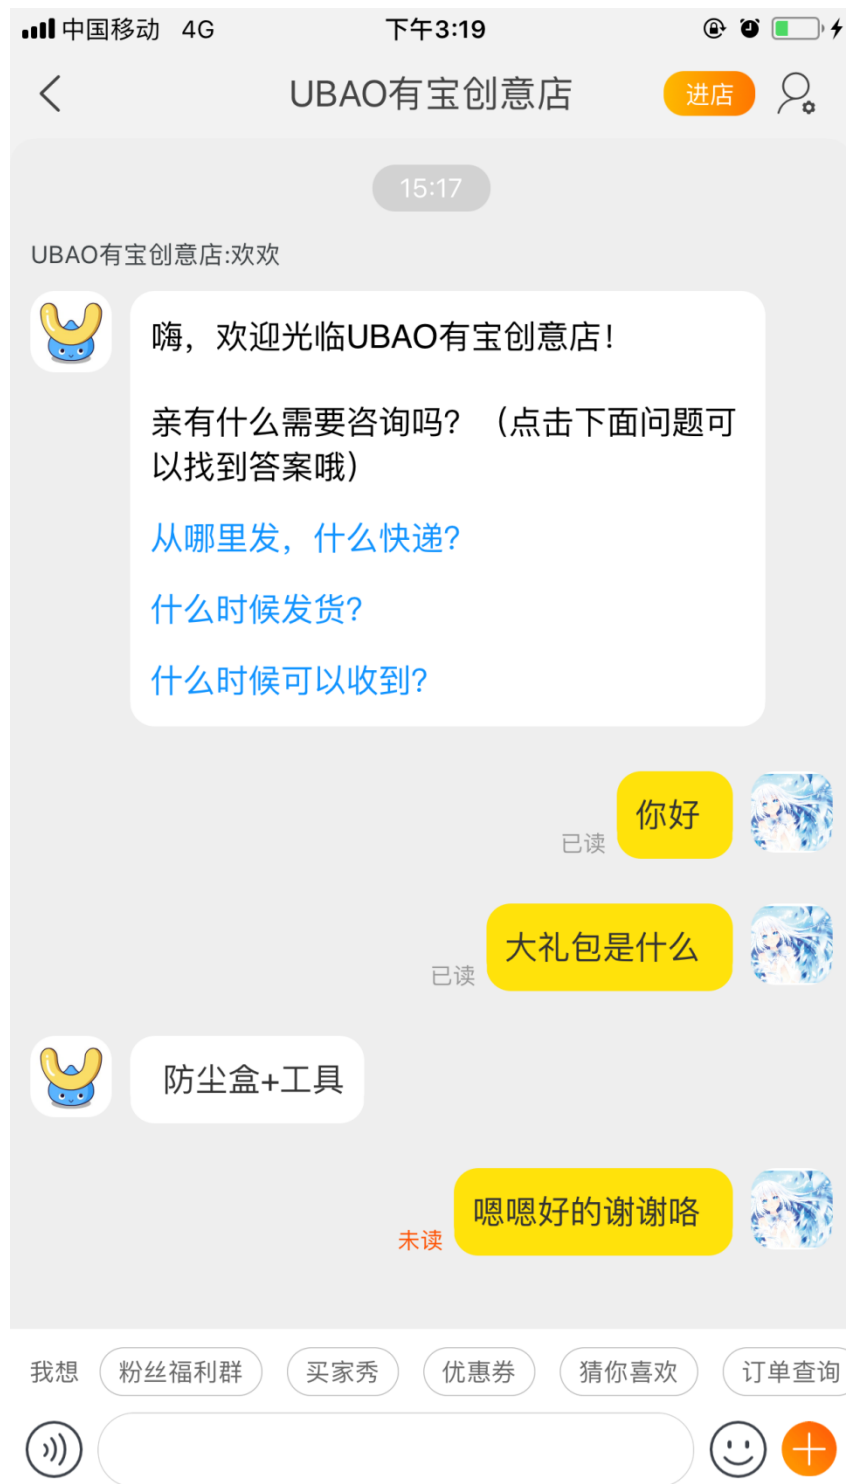 中国移动 4G 下午3:19
UBAO有宝创意店 进店
15:17
UBAO有宝创意店:欢欢
嗨，欢迎光临UBAO有宝创意店！
亲有什么需要咨询吗？（点击下面问题可
以找到答案哦）
从哪里发，什么快递？
什么时候发货？
什么时候可以收到？
你好
已读
大礼包是什么
已读
防尘盒+工具
嗯嗯好的谢谢咯
未读
我想 粉丝福利群 买家秀 优惠券 猜你喜欢 订单查询